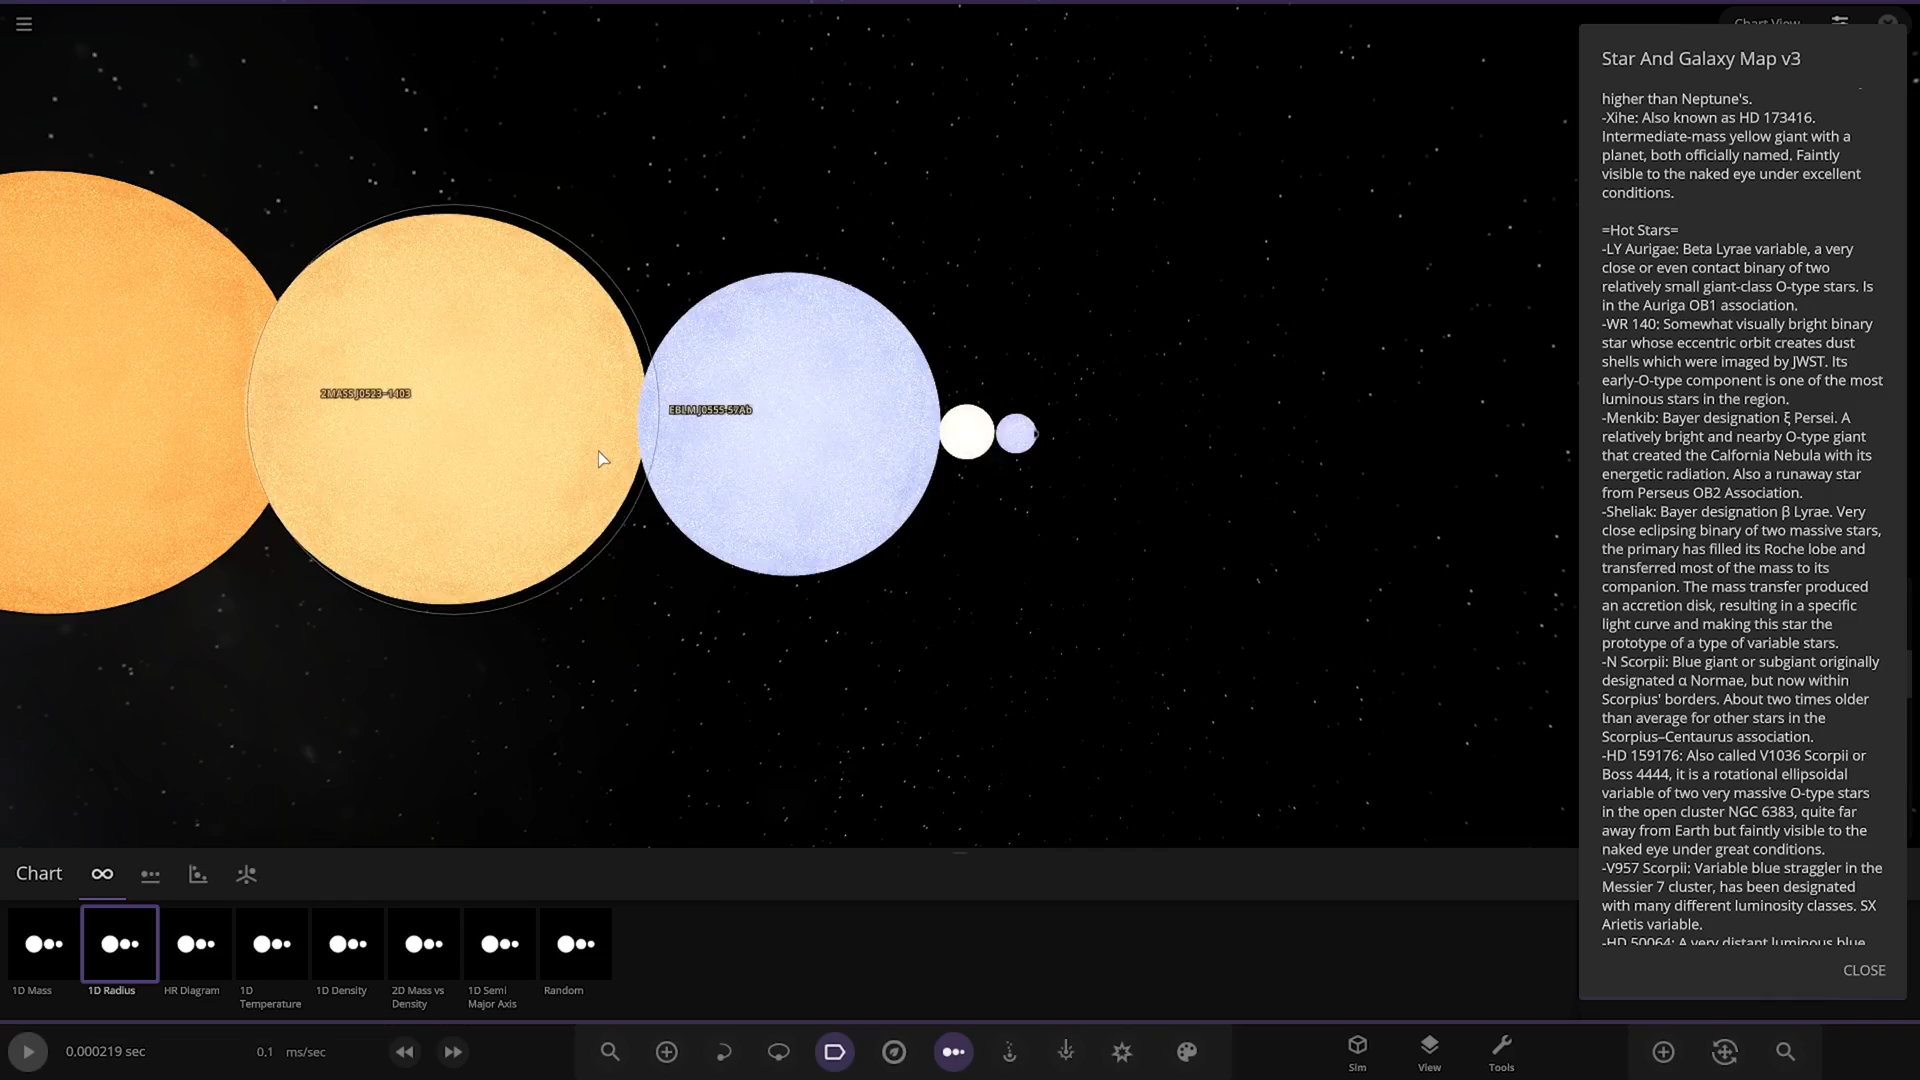 Chart View
Star And Galaxy Map v3
higher than Neptune's.
-Xihe: Also known as HD 173416.
Intermediate-mass yellow giant with a
planet, both officially named. Faintly
visible to the naked eye under excellent
conditions.
=Hot Stars=
-LY Aurigae: Beta Lyrae variable, a very
close or even contact binary of two
relatively small giant-class O-type stars. Is
in the Auriga OB1 association.
-WR 140: Somewhat visually bright binary
star whose eccentric orbit creates dust
shells which were imaged by JWST. Its
early-O-type component is one of the most
luminous stars in the region.
-Menkib: Bayer designation ξ Persei. A
relatively bright and nearby O-type giant
that created the Calfornia Nebula with its
energetic radiation. Also a runaway star
from Perseus OB2 Association.
-Sheliak: Bayer designation β Lyrae. Very
close eclipsing binary of two massive stars,
the primary has filled its Roche lobe and
transferred most of the mass to its
companion. The mass transfer produced
an accretion disk, resulting in a specific
light curve and making this star the
prototype of a type of variable stars.
-N Scorpii: Blue giant or subgiant originally
designated α Normae, but now within
Scorpius' borders. About two times older
than average for other stars in the
Scorpius–Centaurus association.
-HD 159176: Also called V1036 Scorpii or
Boss 4444, it is a rotational ellipsoidal
variable of two very massive O-type stars
in the open cluster NGC 6383, quite far
away from Earth but faintly visible to the
naked eye under great conditions.
-V957 Scorpii: Variable blue straggler in the
Messier 7 cluster, has been designated
with many different luminosity classes. SX
Arietis variable.
-HD 50064: A very distant luminous blue
CLOSE
2MASS J0523-1403
EBLM J0555-57Ab
Chart
1D Mass
1D Radius
HR Diagram
1D
Temperature
1D Density
2D Mass vs
Density
1D Semi
Major Axis
Random
0.000219 sec
0.1 ms/sec
Sim
View
Tools